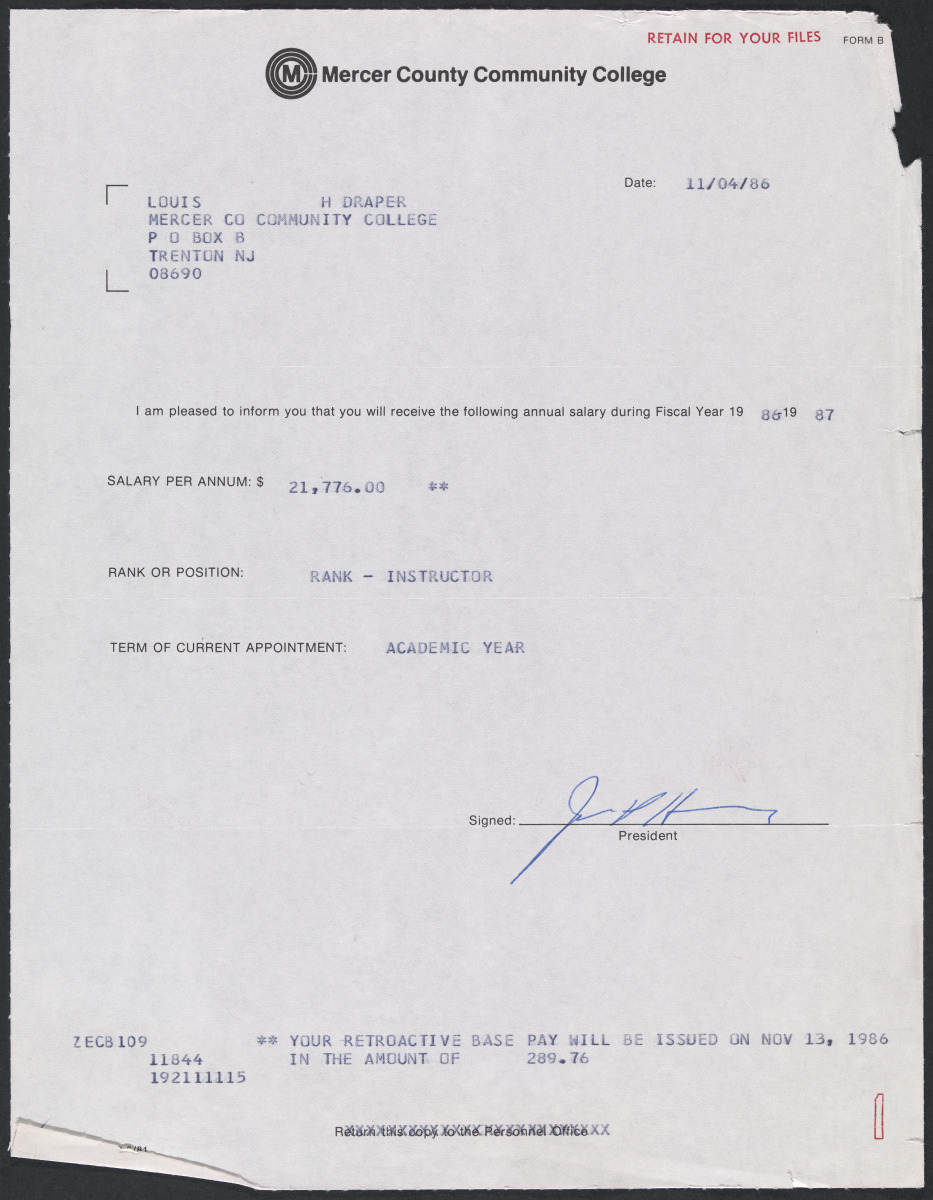 RETAIN FOR YOUR FILES FORM B
M Mercer County Community College
Date: 11/04/86
LOUIS H DRAPER
MERCER CO COMMUNITY COLLEGE
P O BOX B
TRENTON NJ
08690
I am pleased to inform you that you will receive the following annual salary during Fiscal Year 19 86-19 87
SALARY PER ANNUM: $ 21,776.00 **
RANK OR POSITION: RANK - INSTRUCTOR
TERM OF CURRENT APPOINTMENT: ACADEMIC YEAR
Signed:
President
ZECB109 ** YOUR RETROACTIVE BASE PAY WILL BE ISSUED ON NOV 13, 1986
11844 IN THE AMOUNT OF 289.76
192111115
Return this copy to the Personnel Office